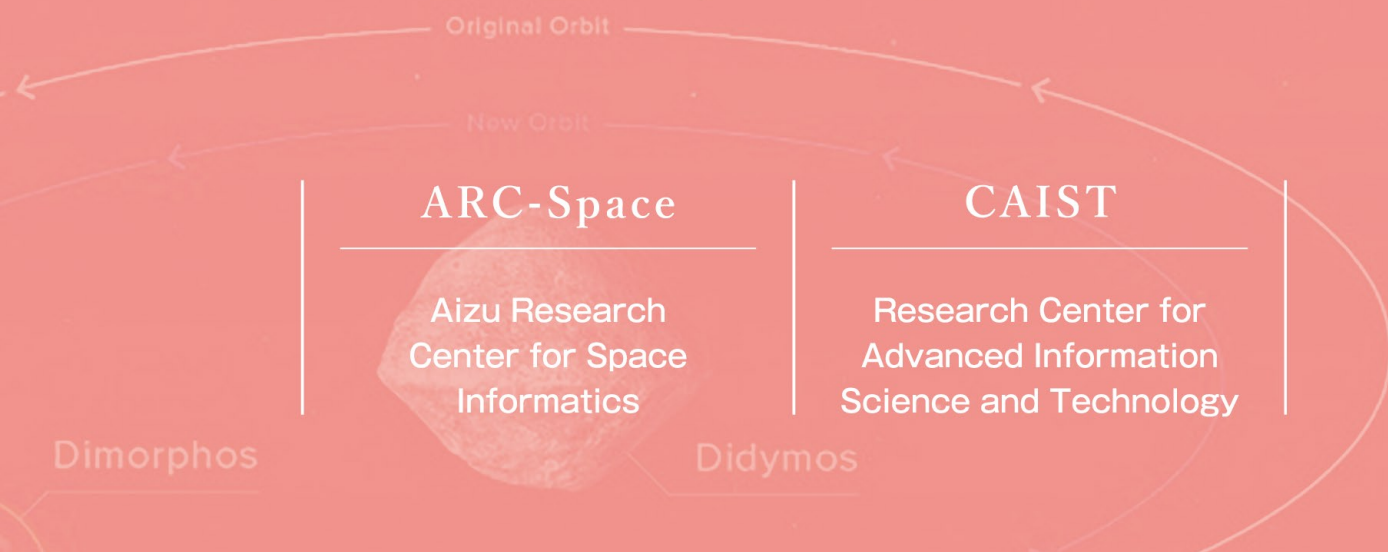 Original Orbit
New Orbit
ARC-Space
Aizu Research
Center for Space
Informatics
CAIST
Research Center for
Advanced Information
Science and Technology
Dimorphos
Didymos